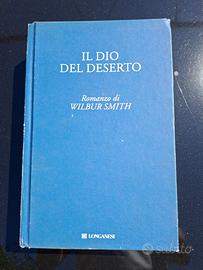 IL DIO
DEL DESERTO
Romanzo di
WILBUR SMITH
LONGANESI
subito